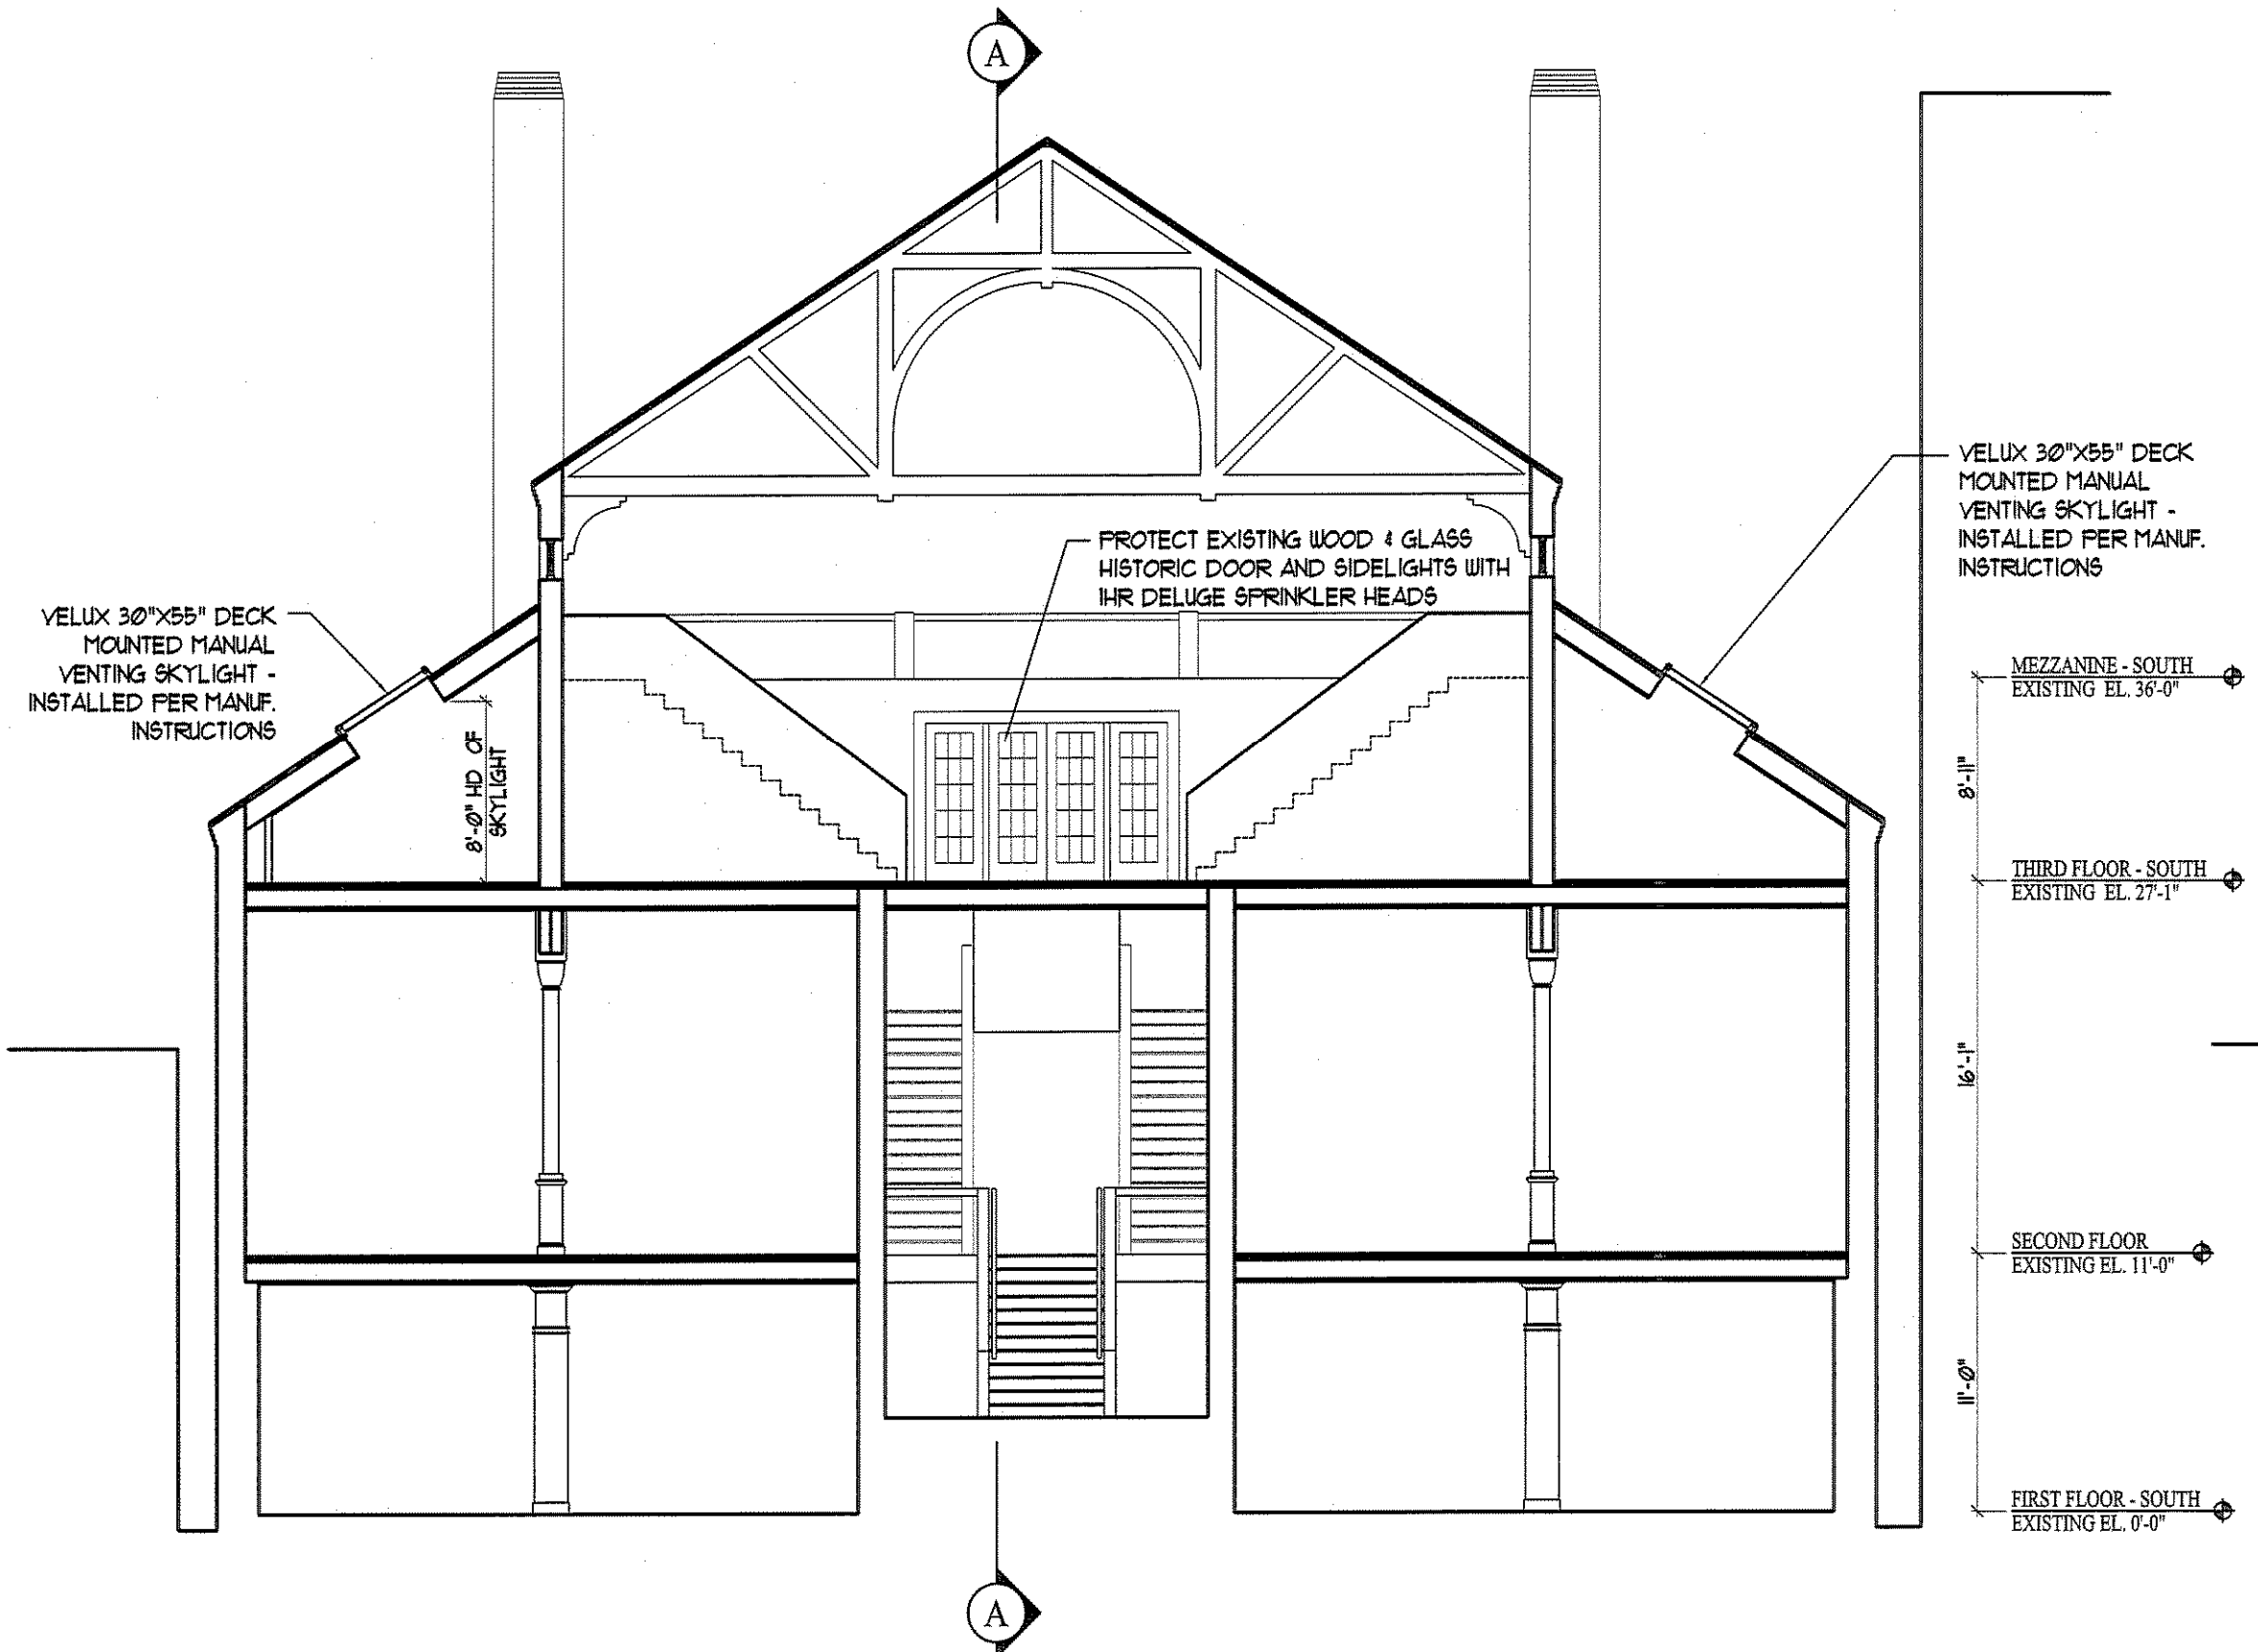 A
VELUX 30"X55" DECK
MOUNTED MANUAL
VENTING SKYLIGHT -
INSTALLED PER MANUF.
INSTRUCTIONS
PROTECT EXISTING WOOD & GLASS
HISTORIC DOOR AND SIDELIGHTS WITH
1HR DELUGE SPRINKLER HEADS
VELUX 30"X55" DECK
MOUNTED MANUAL
VENTING SKYLIGHT -
INSTALLED PER MANUF.
INSTRUCTIONS
8'-0" HD OF
SKYLIGHT
MEZZANINE - SOUTH
EXISTING EL. 36'-0"
8'-11"
THIRD FLOOR - SOUTH
EXISTING EL. 27'-1"
16'-1"
SECOND FLOOR
EXISTING EL. 11'-0"
11'-0"
FIRST FLOOR - SOUTH
EXISTING EL. 0'-0"
A